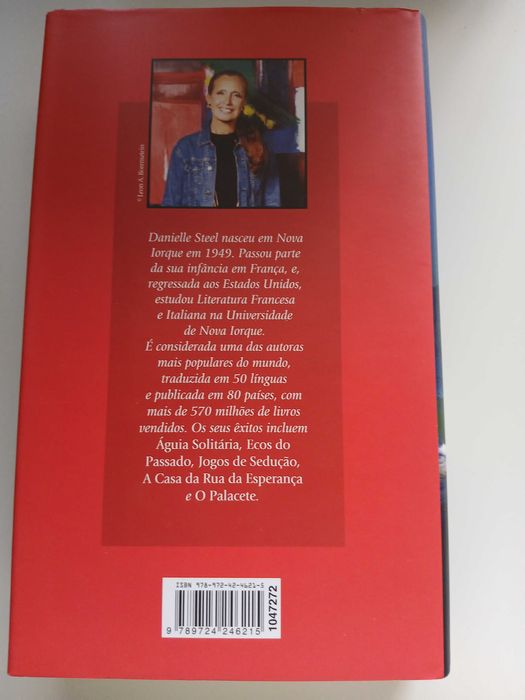 © Leon A. Borensztein
Danielle Steel nasceu em Nova
Iorque em 1949. Passou parte
da sua infância em França, e,
regressada aos Estados Unidos,
estudou Literatura Francesa
e Italiana na Universidade
de Nova Iorque.
É considerada uma das autoras
mais populares do mundo,
traduzida em 50 línguas
e publicada em 80 países, com
mais de 570 milhões de livros
vendidos. Os seus êxitos incluem
Águia Solitária, Ecos do
Passado, Jogos de Sedução,
A Casa da Rua da Esperança
e O Palacete.
ISBN 978-972-42-4621-5
9 789724 246215
1047272